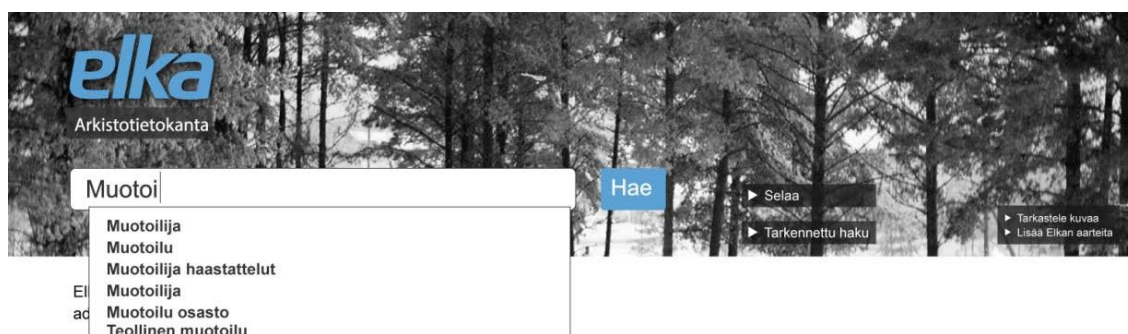 elka
Arkistotietokanta
Muotoi
Hae
Selaa
Tarkennettu haku
Tarkastele kuvaa
Lisää Elkan aarteita
Muotoilija
Muotoilu
Muotoilija haastattelut
Muotoilija
Muotoilu osasto
Teollinen muotoilu